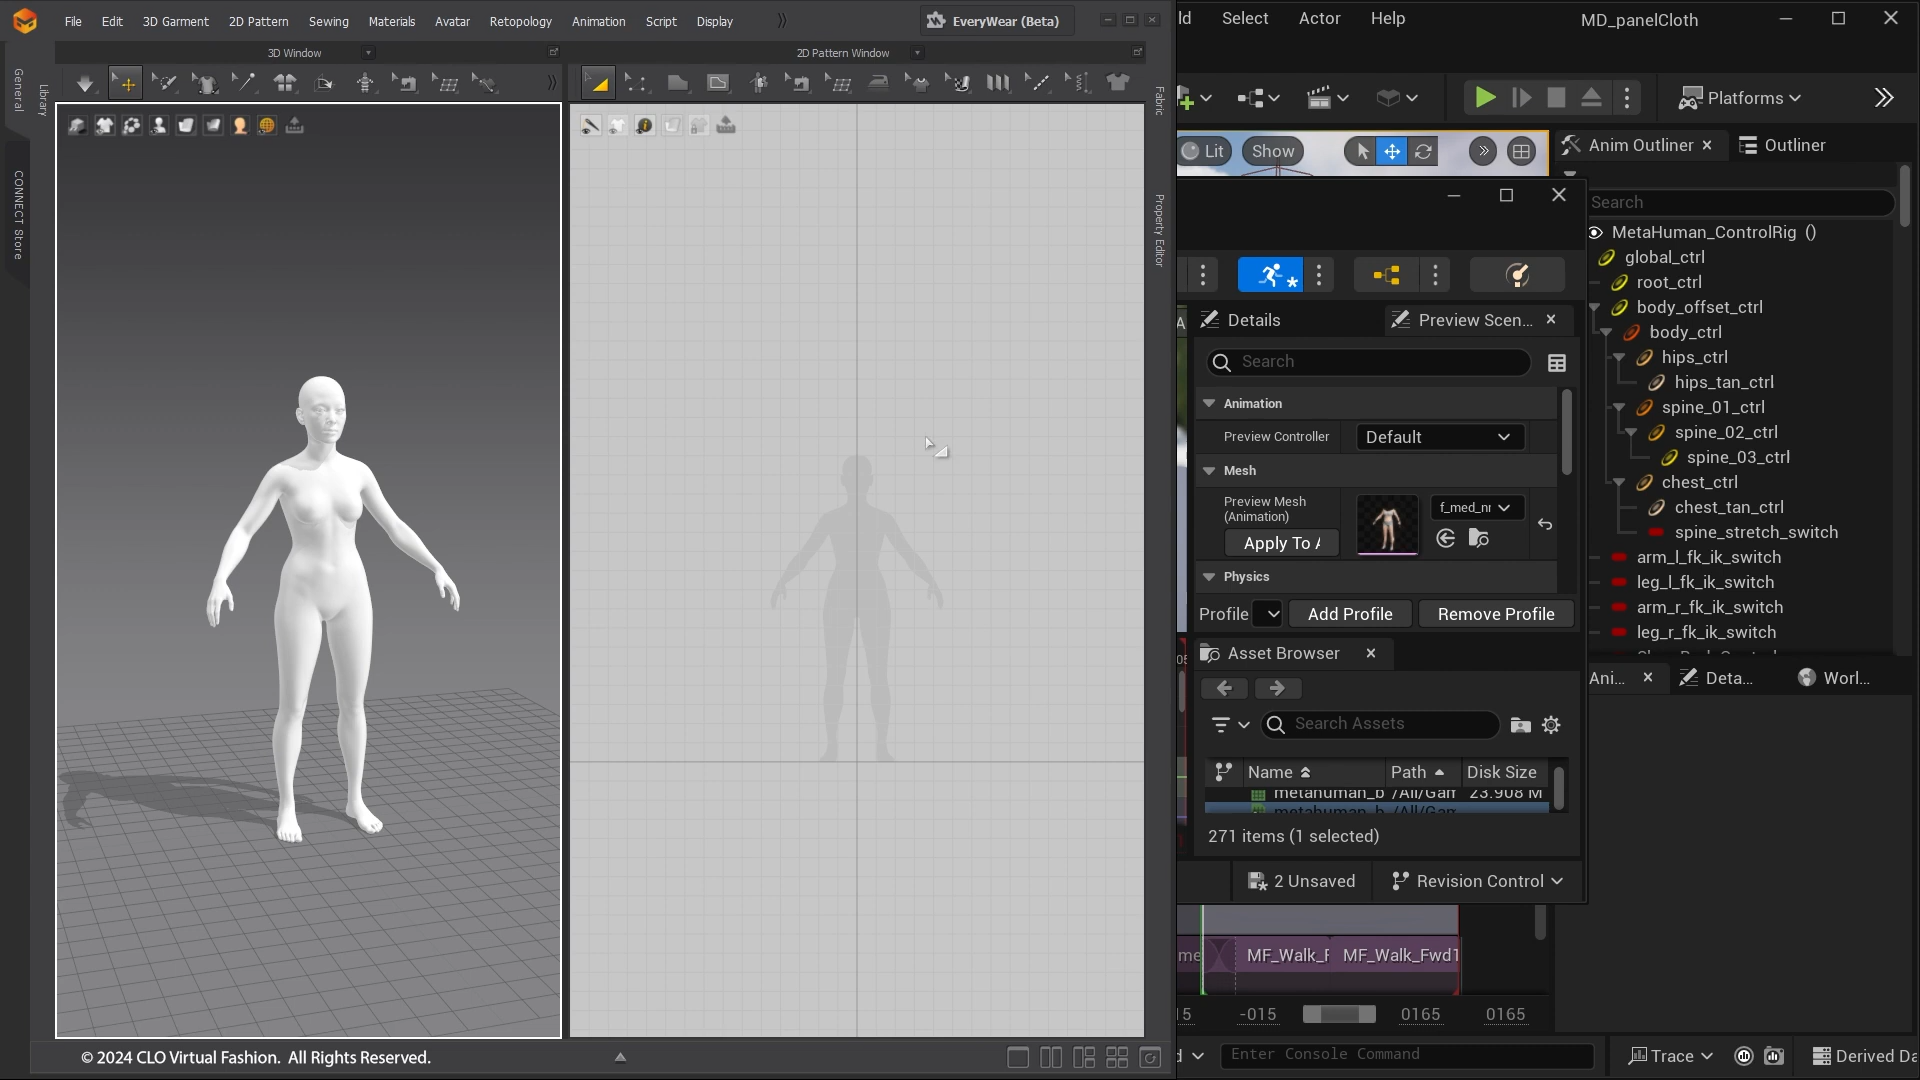 File Edit 3D Garment 2D Pattern Sewing Materials Avatar Retopology Animation Script Display EveryWear (Beta)
3D Window
2D Pattern Window
General
Library
CONNECT Store
Fabric
Property Editor
© 2024 CLO Virtual Fashion. All Rights Reserved.
Select Actor Help MD_panelCloth
Platforms
Lit Show
Anim Outliner Outliner
Search
MetaHuman_ControlRig ()
global_ctrl
root_ctrl
body_offset_ctrl
body_ctrl
hips_ctrl
hips_tan_ctrl
spine_01_ctrl
spine_02_ctrl
spine_03_ctrl
chest_ctrl
chest_tan_ctrl
spine_stretch_switch
arm_l_fk_ik_switch
leg_l_fk_ik_switch
arm_r_fk_ik_switch
leg_r_fk_ik_switch
Ani... Deta... Worl...
Details Preview Scen...
Search
Animation
Preview Controller Default
Mesh
Preview Mesh
(Animation)
f_med_nr
Apply To A
Physics
Profile Add Profile Remove Profile
Asset Browser
Search Assets
Name Path Disk Size
metahuman_b /All/Gam 23.908 M
metahuman_b /All/Gam
271 items (1 selected)
2 Unsaved Revision Control
me MF_Walk_F MF_Walk_Fwd1
15 -015 0165 0165
Enter Console Command
Trace Derived Da